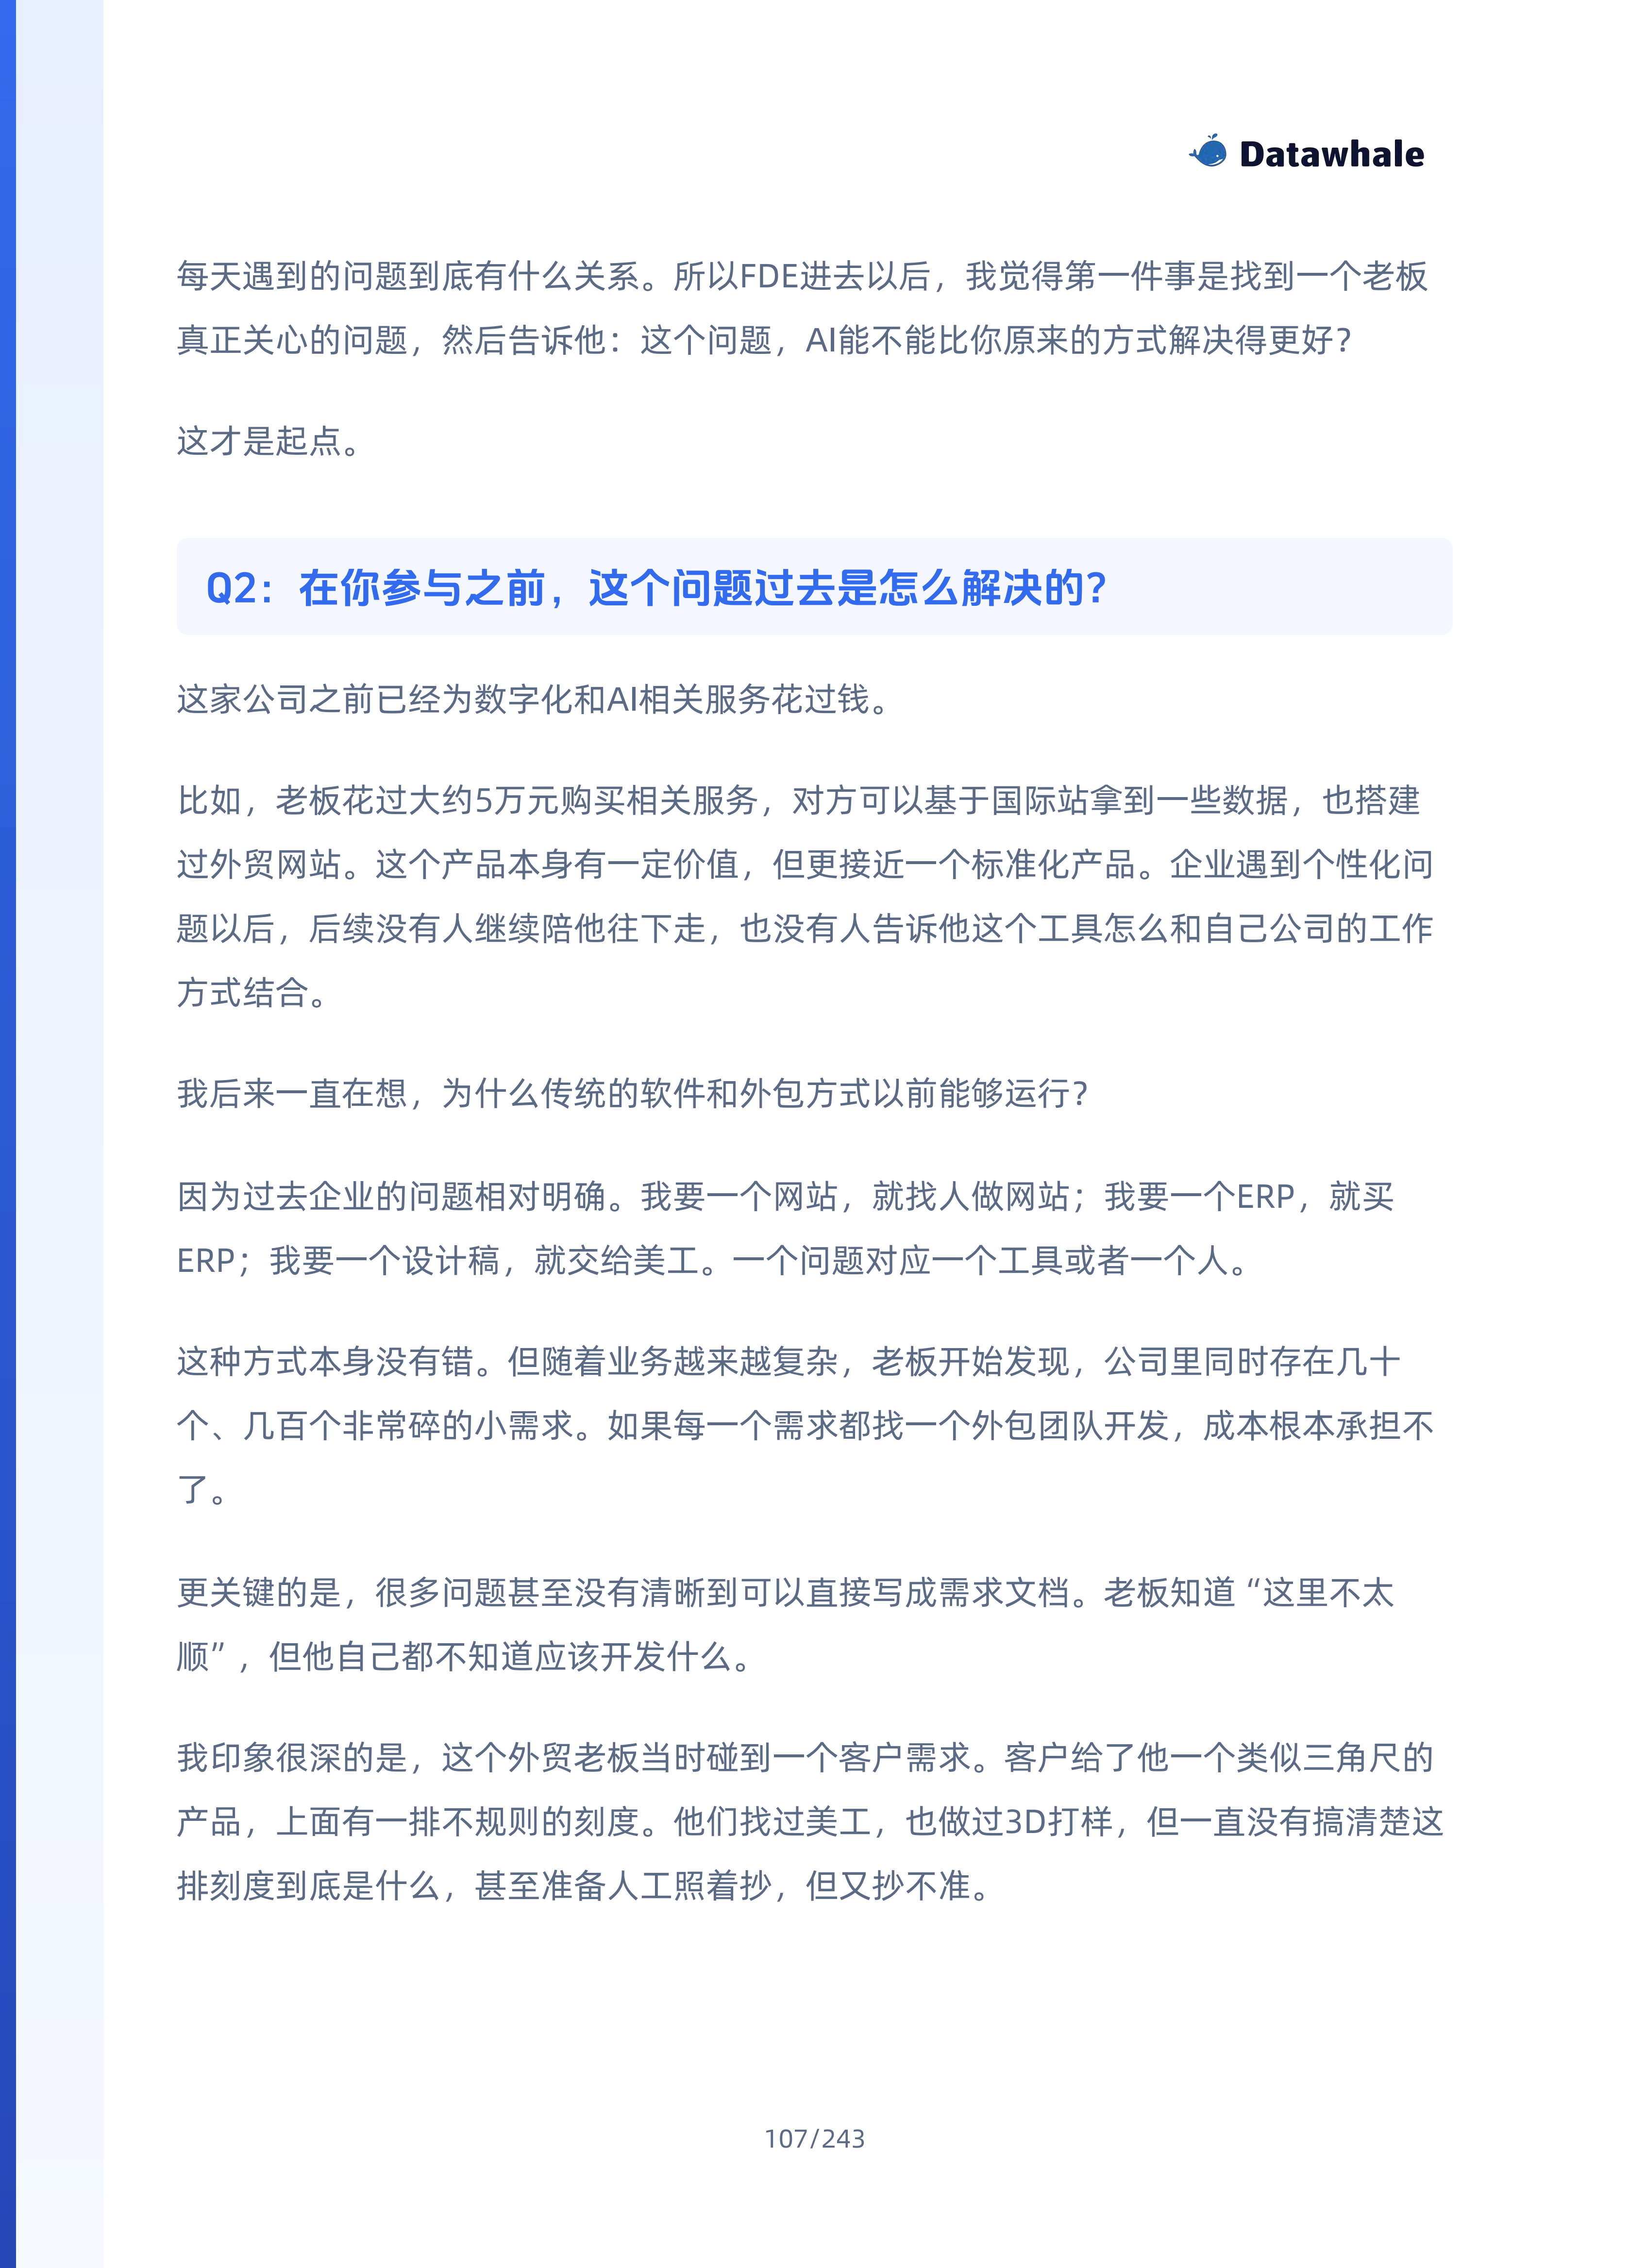 Datawhale
每天遇到的问题到底有什么关系。所以FDE进去以后，我觉得第一件事是找到一个老板
真正关心的问题，然后告诉他：这个问题，AI能不能比你原来的方式解决得更好？
这才是起点。
Q2：在你参与之前，这个问题过去是怎么解决的？
这家公司之前已经为数字化和AI相关服务花过钱。
比如，老板花过大约5万元购买相关服务，对方可以基于国际站拿到一些数据，也搭建
过外贸网站。这个产品本身有一定价值，但更接近一个标准化产品。企业遇到个性化问
题以后，后续没有人继续陪他往下走，也没有人告诉他这个工具怎么和自己公司的工作
方式结合。
我后来一直在想，为什么传统的软件和外包方式以前能够运行？
因为过去企业的问题相对明确。我要一个网站，就找人做网站；我要一个ERP，就买
ERP；我要一个设计稿，就交给美工。一个问题对应一个工具或者一个人。
这种方式本身没有错。但随着业务越来越复杂，老板开始发现，公司里同时存在几十
个、几百个非常碎的小需求。如果每一个需求都找一个外包团队开发，成本根本承担不
了。
更关键的是，很多问题甚至没有清晰到可以直接写成需求文档。老板知道“这里不太
顺”，但他自己都不知道应该开发什么。
我印象很深的是，这个外贸老板当时碰到一个客户需求。客户给了他一个类似三角尺的
产品，上面有一排不规则的刻度。他们找过美工，也做过3D打样，但一直没有搞清楚这
排刻度到底是什么，甚至准备人工照着抄，但又抄不准。
107/243